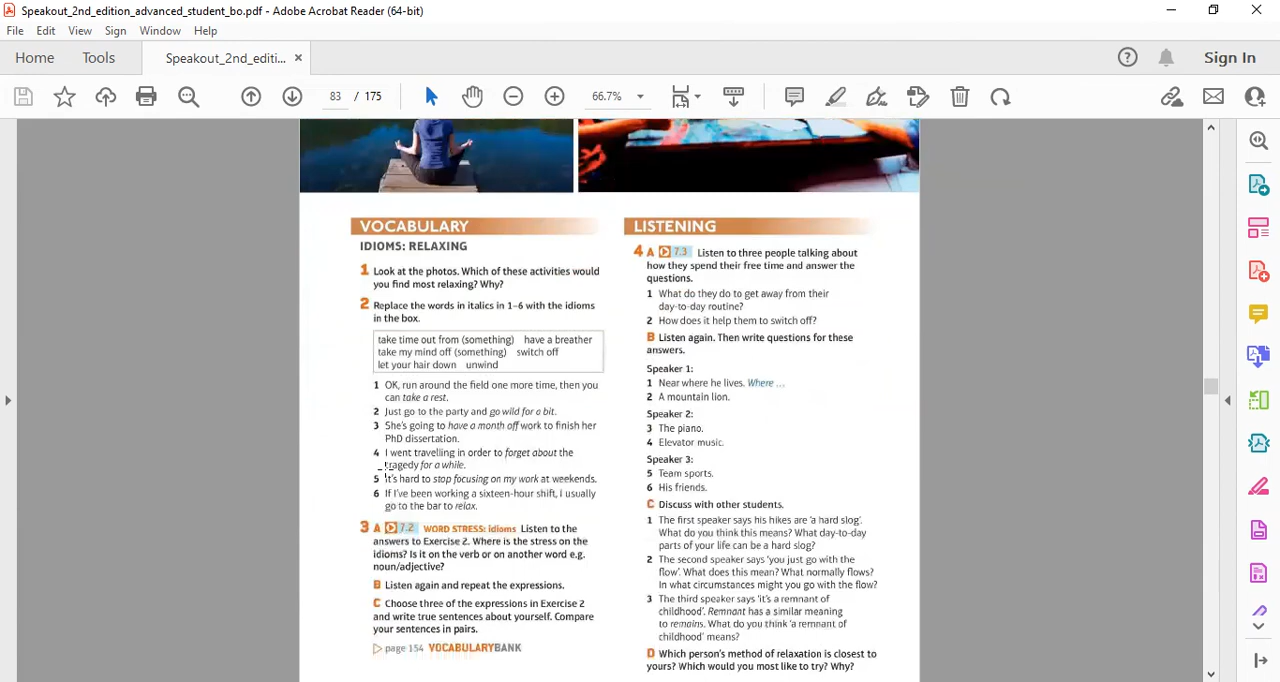 Speakout_2nd_edition_advanced_student_bo.pdf - Adobe Acrobat Reader (64-bit)
File Edit View Sign Window Help
Home Tools Speakout_2nd_editi... × Sign In
83 / 175 66.7%
VOCABULARY
IDIOMS: RELAXING
1 Look at the photos. Which of these activities would
you find most relaxing? Why?
2 Replace the words in italics in 1–6 with the idioms
in the box.
take time out from (something) have a breather
take my mind off (something) switch off
let your hair down unwind
1 OK, run around the field one more time, then you
can take a rest.
2 Just go to the party and go wild for a bit.
3 She's going to have a month off work to finish her
PhD dissertation.
4 I went travelling in order to forget about the
tragedy for a while.
5 It's hard to stop focusing on my work at weekends.
6 If I've been working a sixteen-hour shift, I usually
go to the bar to relax.
3 A 7.2 WORD STRESS: idioms Listen to the
answers to Exercise 2. Where is the stress on the
idioms? Is it on the verb or on another word e.g.
noun/adjective?
B Listen again and repeat the expressions.
C Choose three of the expressions in Exercise 2
and write true sentences about yourself. Compare
your sentences in pairs.
page 154 VOCABULARYBANK
LISTENING
4 A 7.3 Listen to three people talking about
how they spend their free time and answer the
questions.
1 What do they do to get away from their
day-to-day routine?
2 How does it help them to switch off?
B Listen again. Then write questions for these
answers.
Speaker 1:
1 Near where he lives. Where ...
2 A mountain lion.
Speaker 2:
3 The piano.
4 Elevator music.
Speaker 3:
5 Team sports.
6 His friends.
C Discuss with other students.
1 The first speaker says his hikes are 'a hard slog'.
What do you think this means? What day-to-day
parts of your life can be a hard slog?
2 The second speaker says 'you just go with the
flow'. What does this mean? What normally flows?
In what circumstances might you go with the flow?
3 The third speaker says 'it's a remnant of
childhood'. Remnant has a similar meaning
to remains. What do you think 'a remnant of
childhood' means?
D Which person's method of relaxation is closest to
yours? Which would you most like to try? Why?